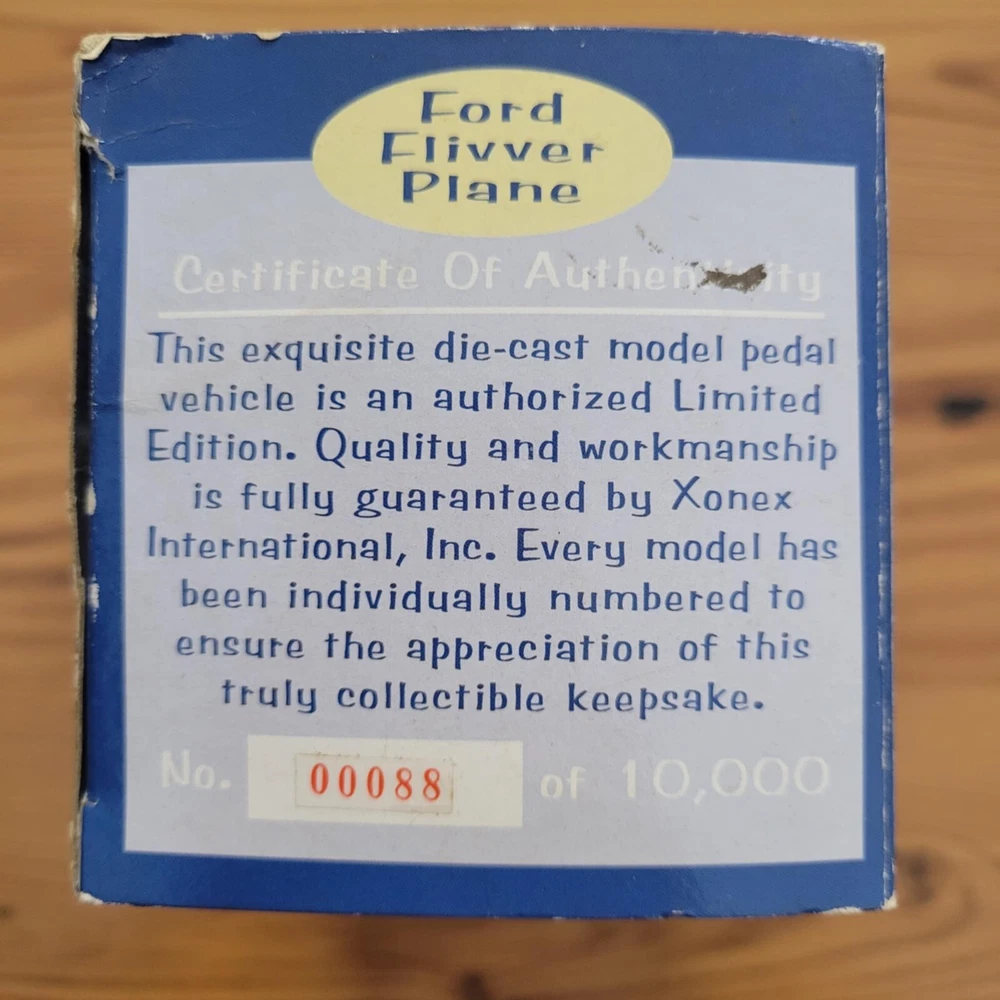 Ford
Flivver
Plane
Certificate Of Authenticity
This exquisite die-cast model pedal
vehicle is an authorized Limited
Edition. Quality and workmanship
is fully guaranteed by Xonex
International, Inc. Every model has
been individually numbered to
ensure the appreciation of this
truly collectible keepsake.
No. 00088 of 10,000